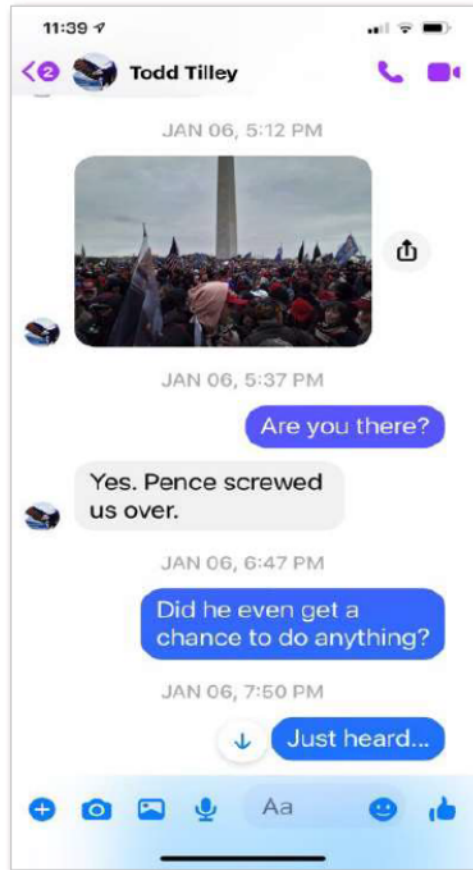 11:39
2
Todd Tilley
JAN 06, 5:12 PM
JAN 06, 5:37 PM
Are you there?
Yes. Pence screwed
us over.
JAN 06, 6:47 PM
Did he even get a
chance to do anything?
JAN 06, 7:50 PM
Just heard...
Aa